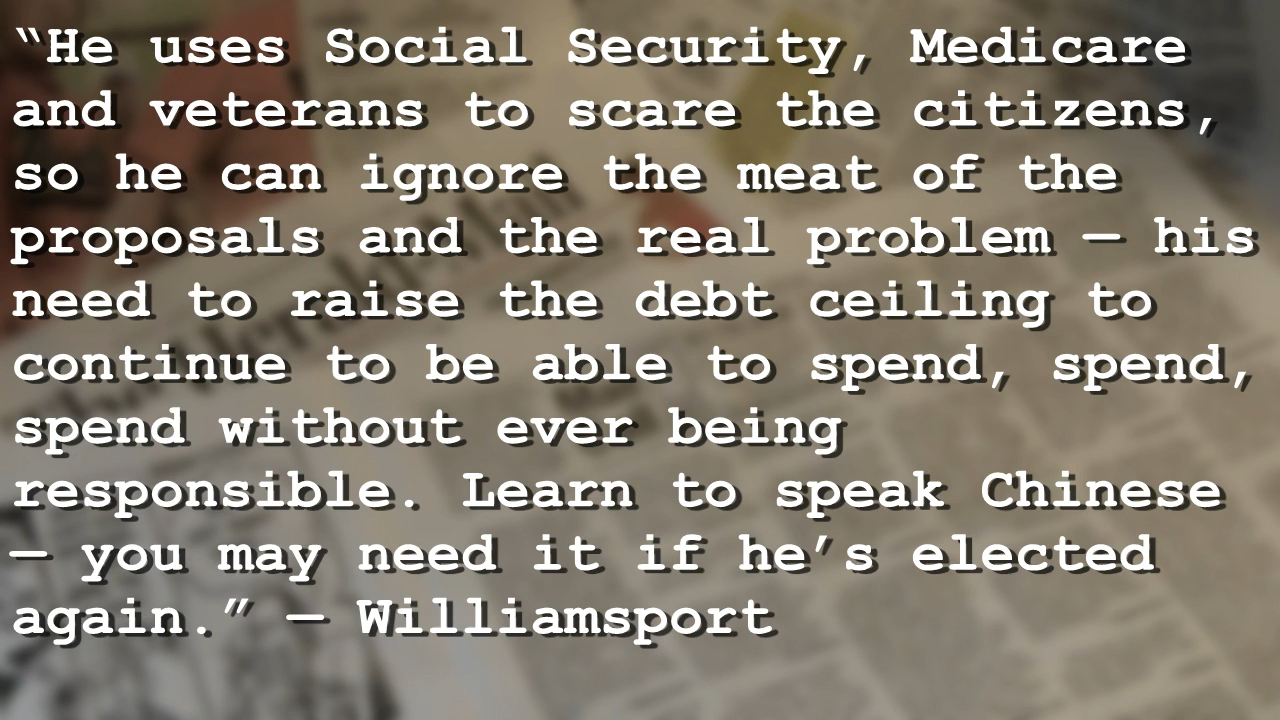 “He uses Social Security, Medicare
and veterans to scare the citizens,
so he can ignore the meat of the
proposals and the real problem — his
need to raise the debt ceiling to
continue to be able to spend, spend,
spend without ever being
responsible. Learn to speak Chinese
— you may need it if he’s elected
again.” — Williamsport